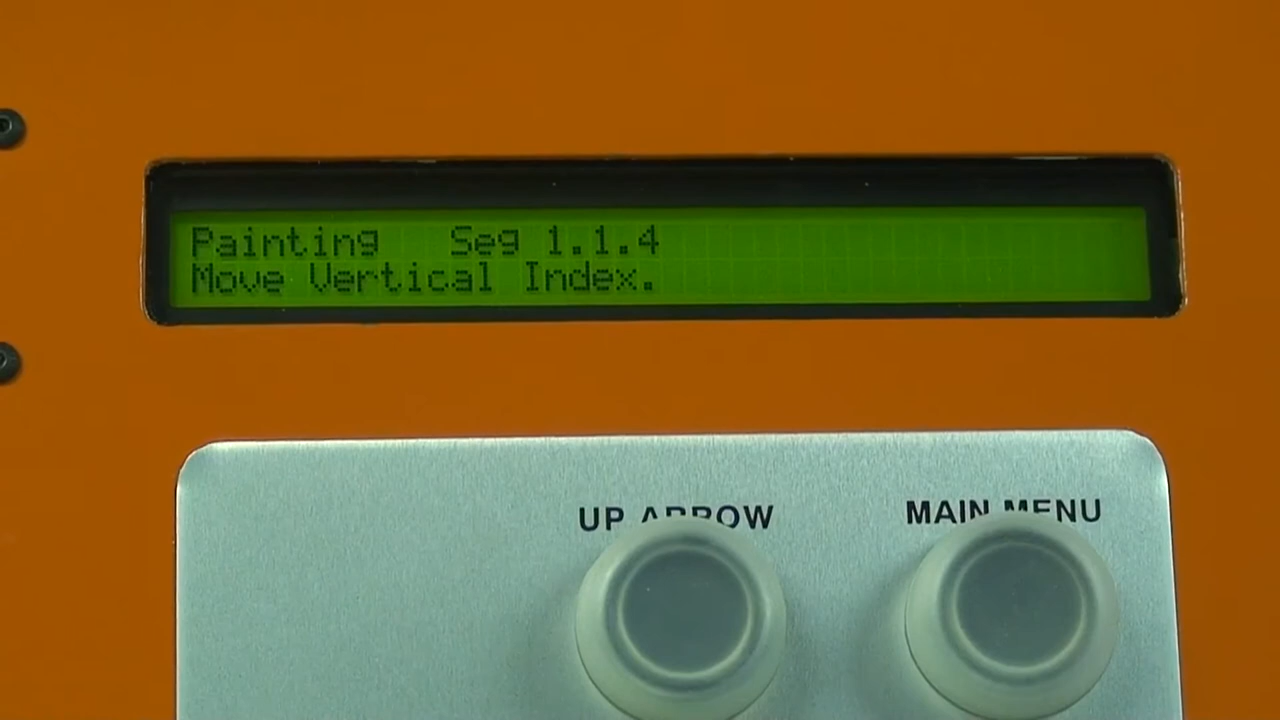 Painting Seg 1.1.4
Move Vertical Index.
UP ARROW
MAIN MENU